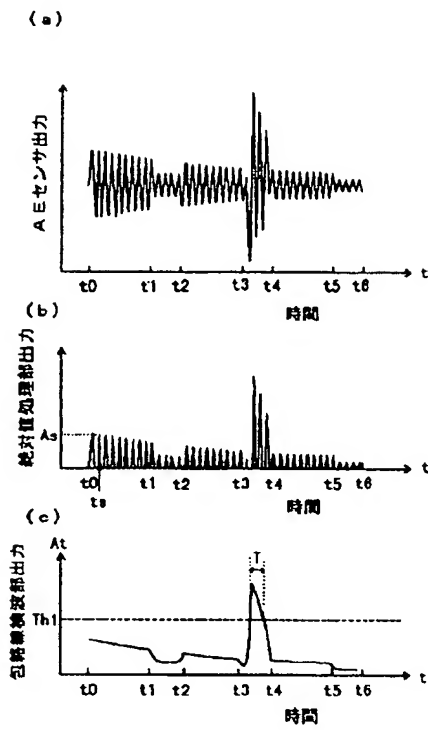 (a)
AEセンサ出力
t0 t1 t2 t3 t4 t5 t6 t
時間
(b)
絶対値処理部出力
As
t0 ts t1 t2 t3 t4 t5 t6 t
時間
(c)
包絡線検波部出力
At
T
Th1
t0 t1 t2 t3 t4 t5 t6 t
時間